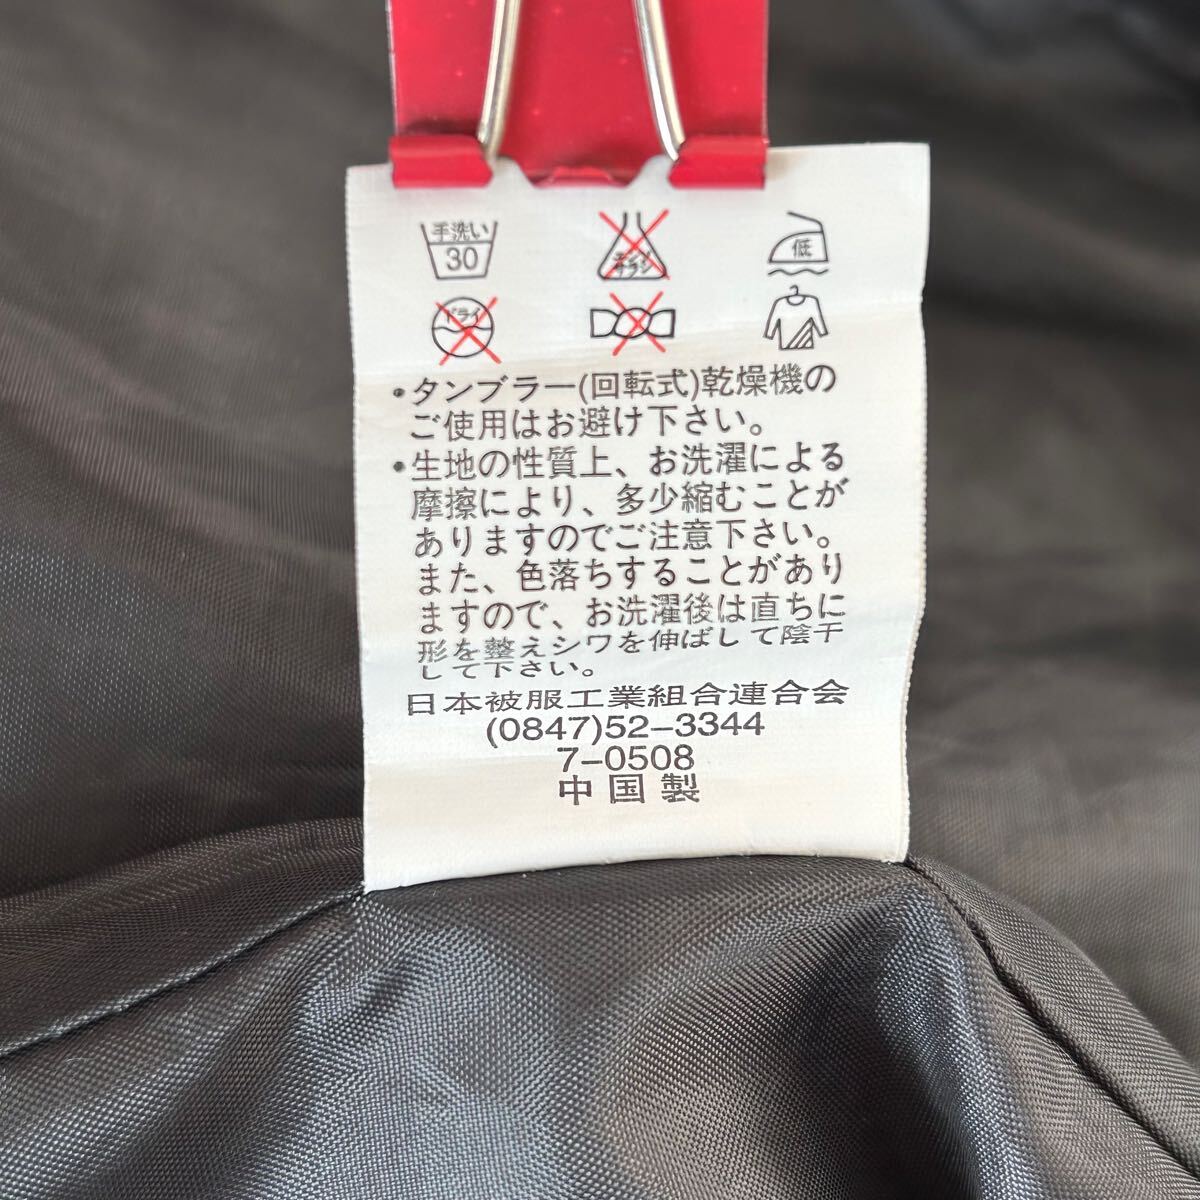 手洗い
30
エンソ
サラシ
低
ドライ
・タンブラー(回転式)乾燥機の
ご使用はお避け下さい。
・生地の性質上、お洗濯による
摩擦により、多少縮むことが
ありますのでご注意下さい。
また、色落ちすることがあり
ますので、お洗濯後は直ちに
形を整えシワを伸ばして陰干
して下さい。
日本被服工業組合連合会
(0847)52-3344
7-0508
中国製